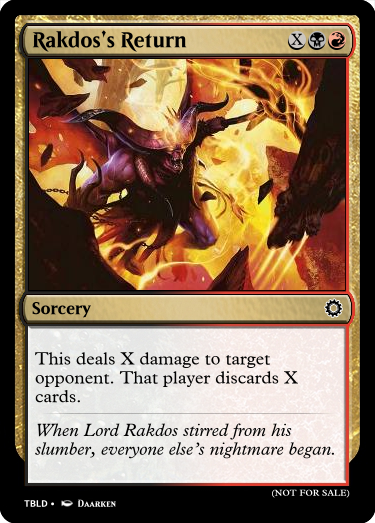 Rakdos's Return X
Sorcery
This deals X damage to target
opponent. That player discards X
cards.
When Lord Rakdos stirred from his
slumber, everyone else's nightmare began.
(NOT FOR SALE)
TBLD • Daarken